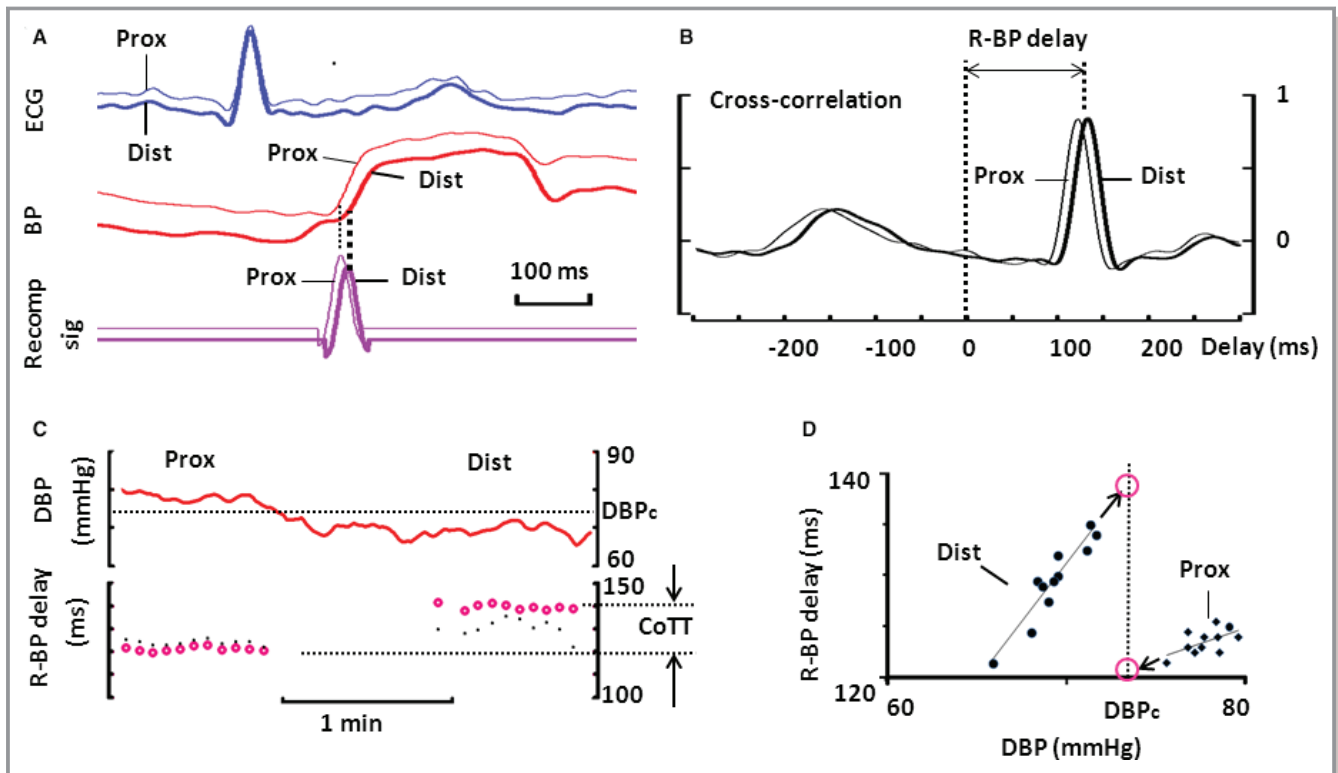 A
Prox
ECG
Dist
Prox
Dist
BP
Prox
Dist
100 ms
Recomp
sig
B
R-BP delay
Cross-correlation
1
Prox
Dist
0
-200
-100
0
100
200
Delay (ms)
C
Prox
Dist
90
DBP
(mmHg)
DBPc
60
R-BP delay
(ms)
150
CoTT
100
1 min
D
140
R-BP delay (ms)
Dist
Prox
120
60
DBPc
80
DBP (mmHg)